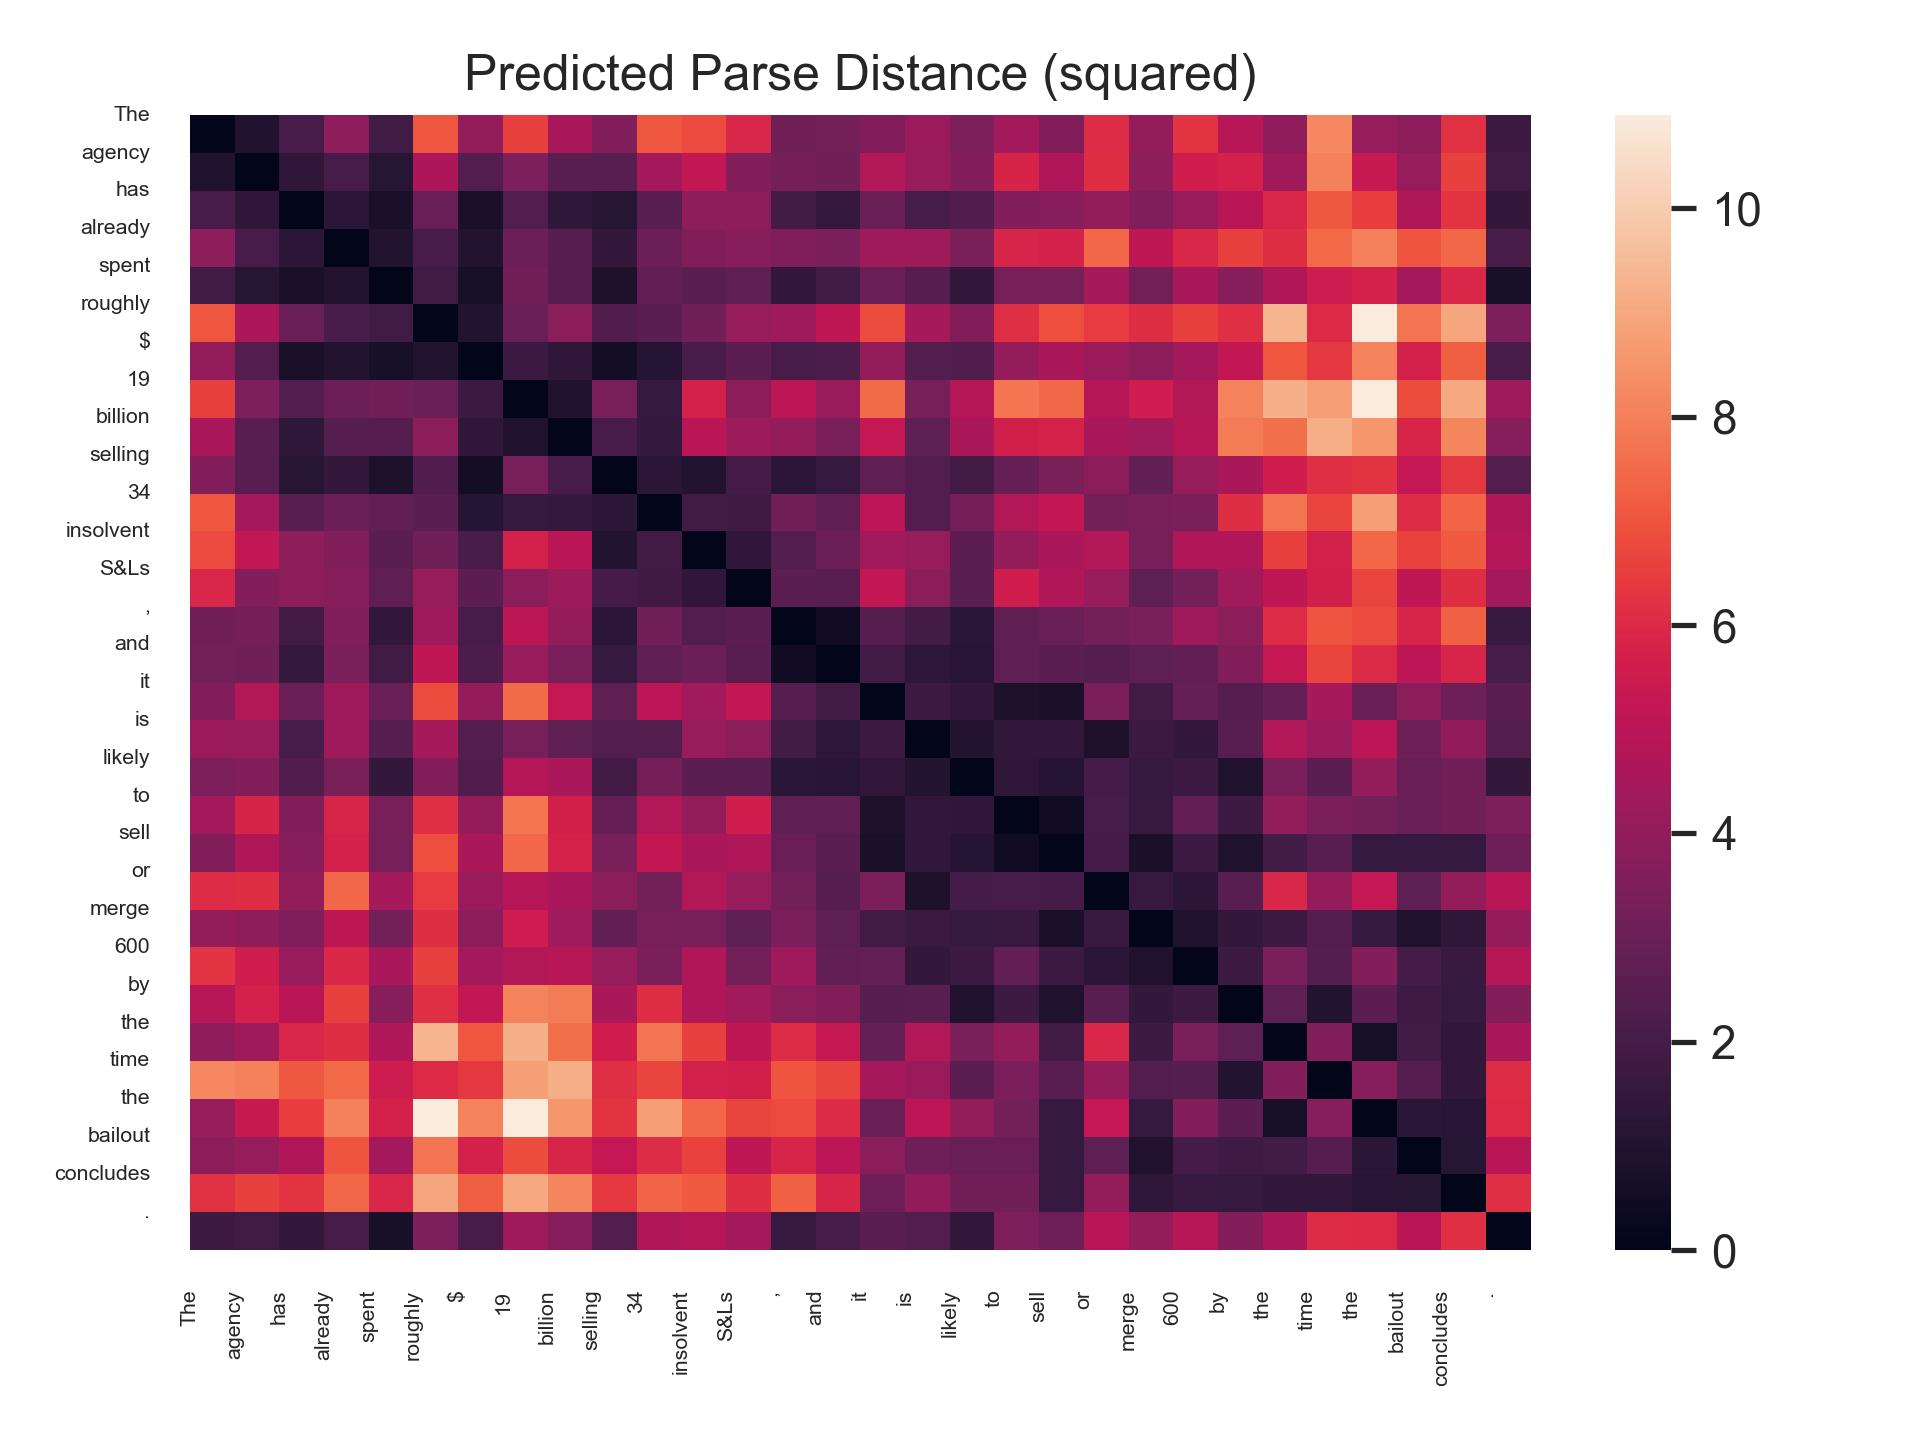 Predicted Parse Distance (squared)
The
agency
has
already
spent
roughly
$
19
billion
selling
34
insolvent
S&Ls
,
and
it
is
likely
to
sell
or
merge
600
by
the
time
the
bailout
concludes
.
10
8
6
4
2
0
The
agency
has
already
spent
roughly
$
19
billion
selling
34
insolvent
S&Ls
,
and
it
is
likely
to
sell
or
merge
600
by
the
time
the
bailout
concludes
.